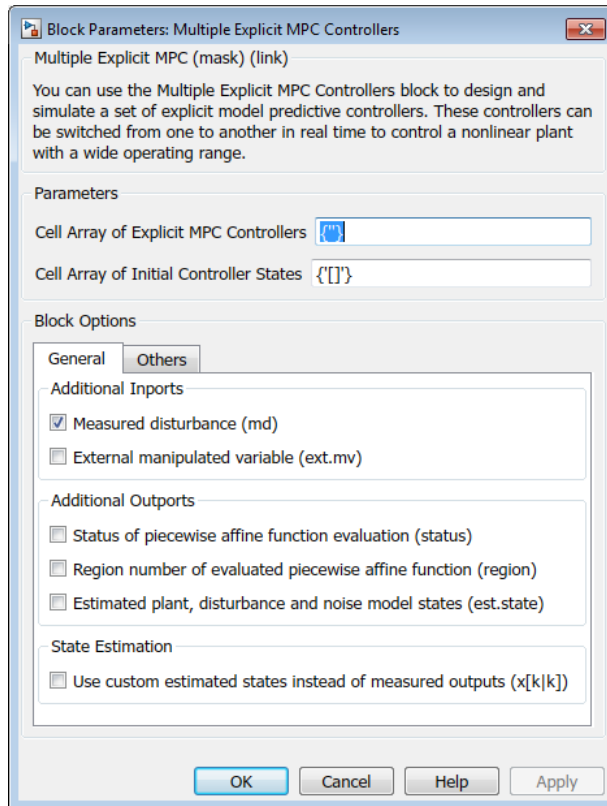 Block Parameters: Multiple Explicit MPC Controllers
Multiple Explicit MPC (mask) (link)
You can use the Multiple Explicit MPC Controllers block to design and
simulate a set of explicit model predictive controllers. These controllers can
be switched from one to another in real time to control a nonlinear plant
with a wide operating range.
Parameters
Cell Array of Explicit MPC Controllers {''}
Cell Array of Initial Controller States {'[]'}
Block Options
General Others
Additional Inports
Measured disturbance (md)
External manipulated variable (ext.mv)
Additional Outports
Status of piecewise affine function evaluation (status)
Region number of evaluated piecewise affine function (region)
Estimated plant, disturbance and noise model states (est.state)
State Estimation
Use custom estimated states instead of measured outputs (x[k|k])
OK Cancel Help Apply